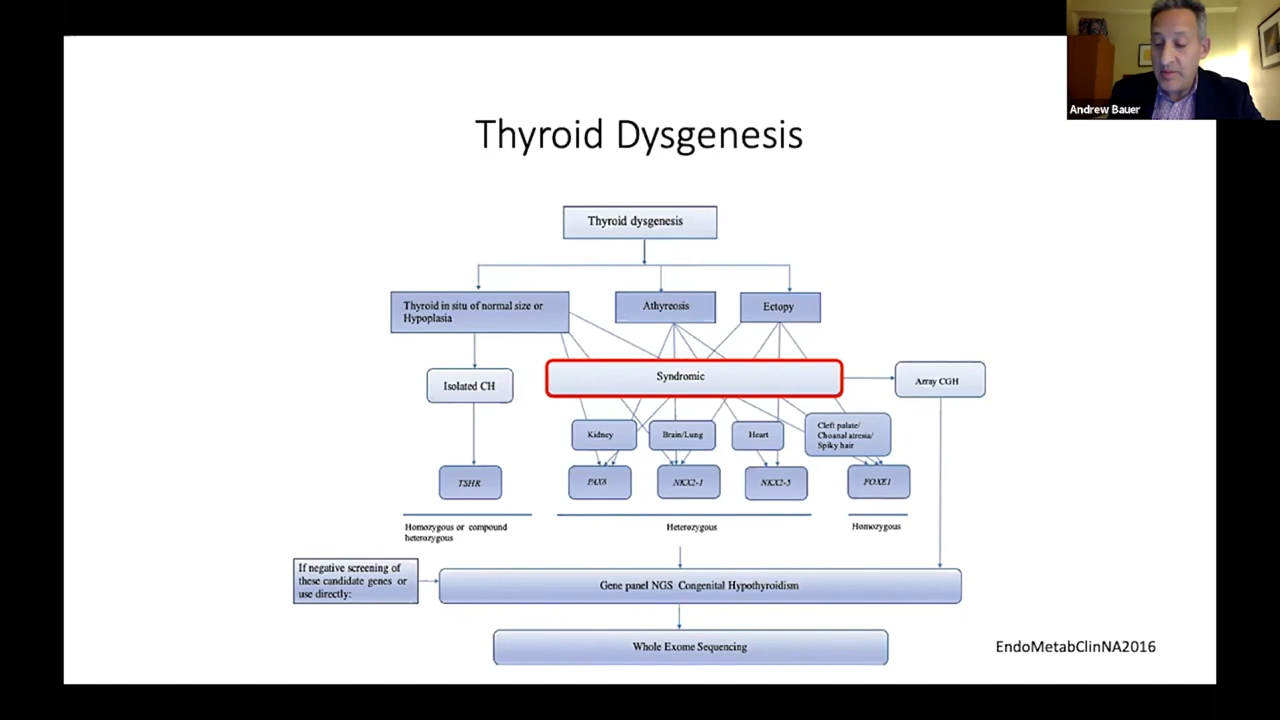 Andrew Bauer
Thyroid Dysgenesis
Thyroid dysgenesis
Thyroid in situ of normal size or
Hypoplasia
Athyreosis
Ectopy
Isolated CH
Syndromic
Array CGH
Kidney
Brain/Lung
Heart
Cleft palate/
Choanal atresia/
Spiky hair
TSHR
PAX8
NKX2-1
NKX2-5
FOXE1
Homozygous or compound
heterozygous
Heterozygous
Homozygous
If negative screening of
these candidate genes or
use directly:
Gene panel NGS Congenital Hypothyroidism
Whole Exome Sequencing
EndoMetabClinNA2016